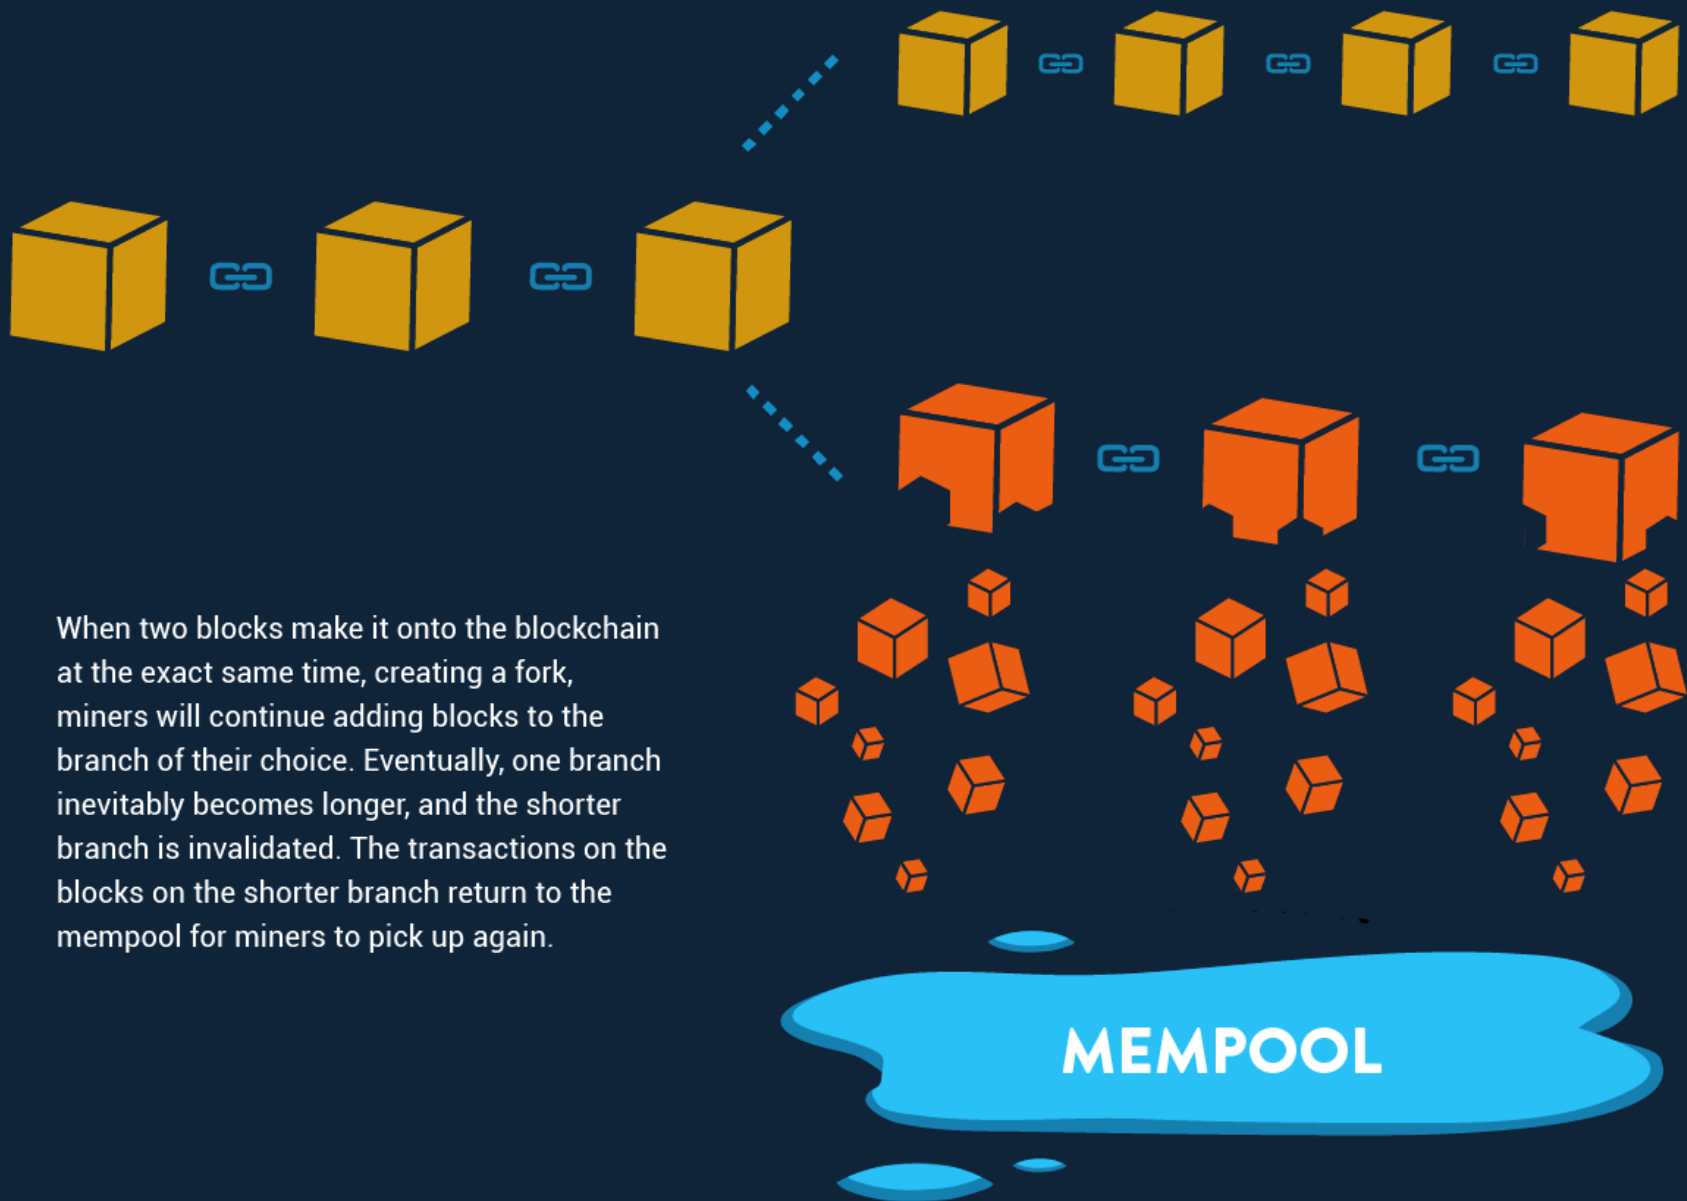 When two blocks make it onto the blockchain
at the exact same time, creating a fork,
miners will continue adding blocks to the
branch of their choice. Eventually, one branch
inevitably becomes longer, and the shorter
branch is invalidated. The transactions on the
blocks on the shorter branch return to the
mempool for miners to pick up again.
MEMPOOL